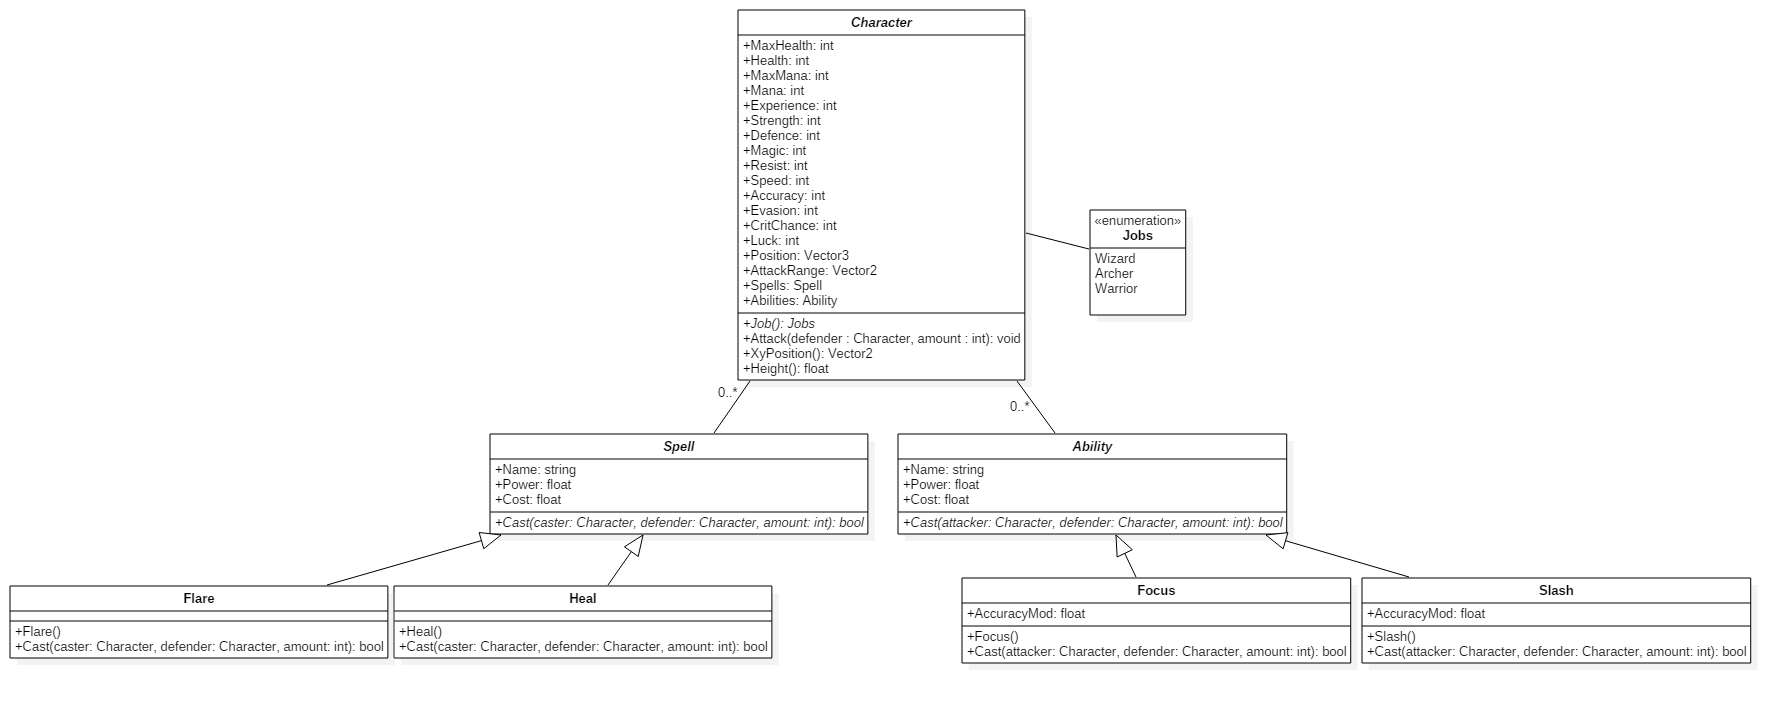 Character
+MaxHealth: int
+Health: int
+MaxMana: int
+Mana: int
+Experience: int
+Strength: int
+Defence: int
+Magic: int
+Resist: int
+Speed: int
+Accuracy: int
+Evasion: int
+CritChance: int
+Luck: int
+Position: Vector3
+AttackRange: Vector2
+Spells: Spell
+Abilities: Ability
+Job(): Jobs
+Attack(defender : Character, amount : int): void
+XyPosition(): Vector2
+Height(): float
«enumeration»
Jobs
Wizard
Archer
Warrior
0..*
0..*
Spell
+Name: string
+Power: float
+Cost: float
+Cast(caster: Character, defender: Character, amount: int): bool
Ability
+Name: string
+Power: float
+Cost: float
+Cast(attacker: Character, defender: Character, amount: int): bool
Flare
+Flare()
+Cast(caster: Character, defender: Character, amount: int): bool
Heal
+Heal()
+Cast(caster: Character, defender: Character, amount: int): bool
Focus
+AccuracyMod: float
+Focus()
+Cast(attacker: Character, defender: Character, amount: int): bool
Slash
+AccuracyMod: float
+Slash()
+Cast(attacker: Character, defender: Character, amount: int): bool